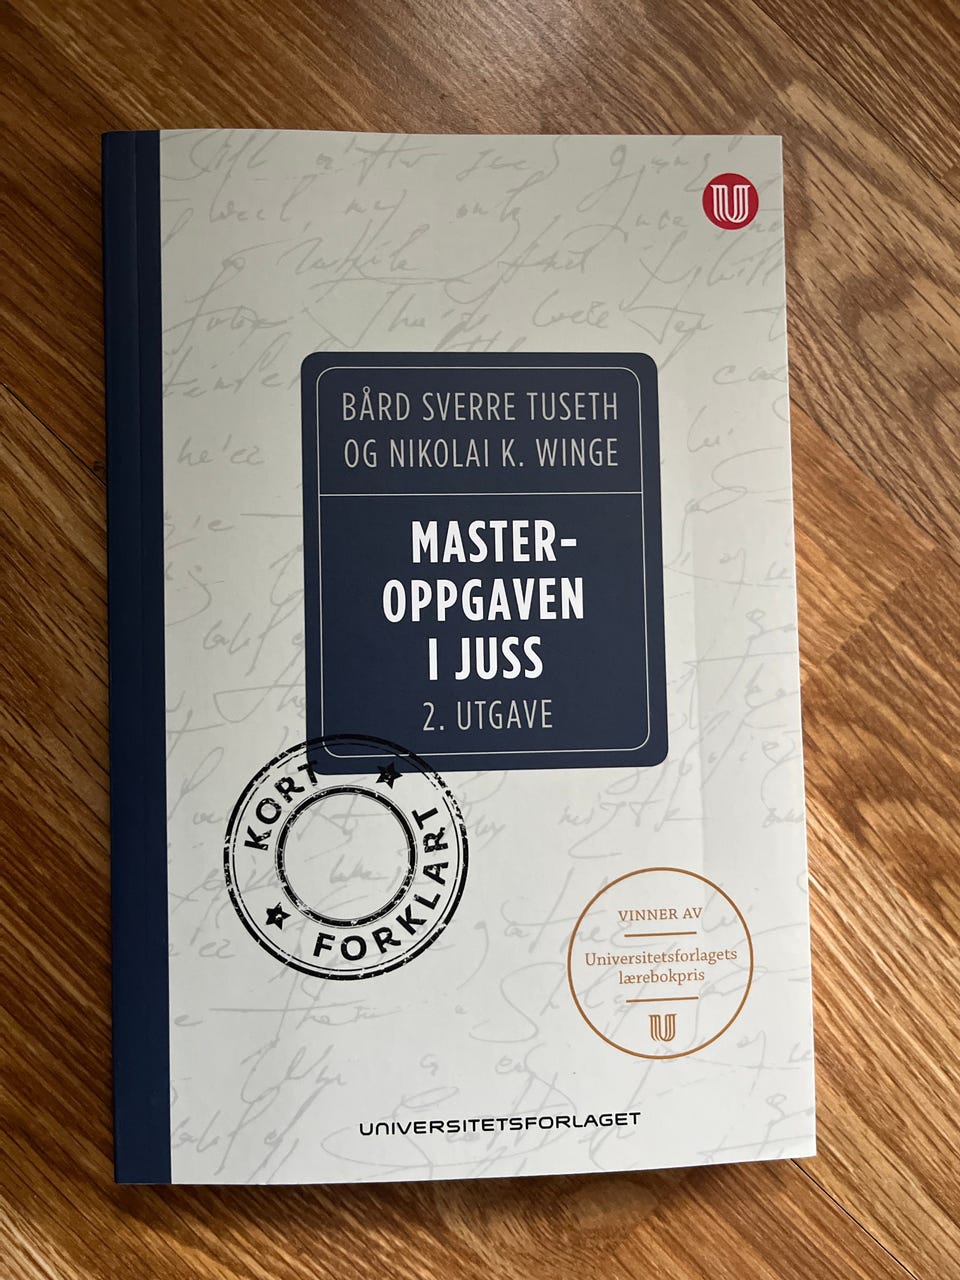 U
BÅRD SVERRE TUSETH
OG NIKOLAI K. WINGE
MASTER-
OPPGAVEN
I JUSS
2. UTGAVE
KORT
FORKLART
VINNER AV
Universitetsforlagets
lærebokpris
U
UNIVERSITETSFORLAGET